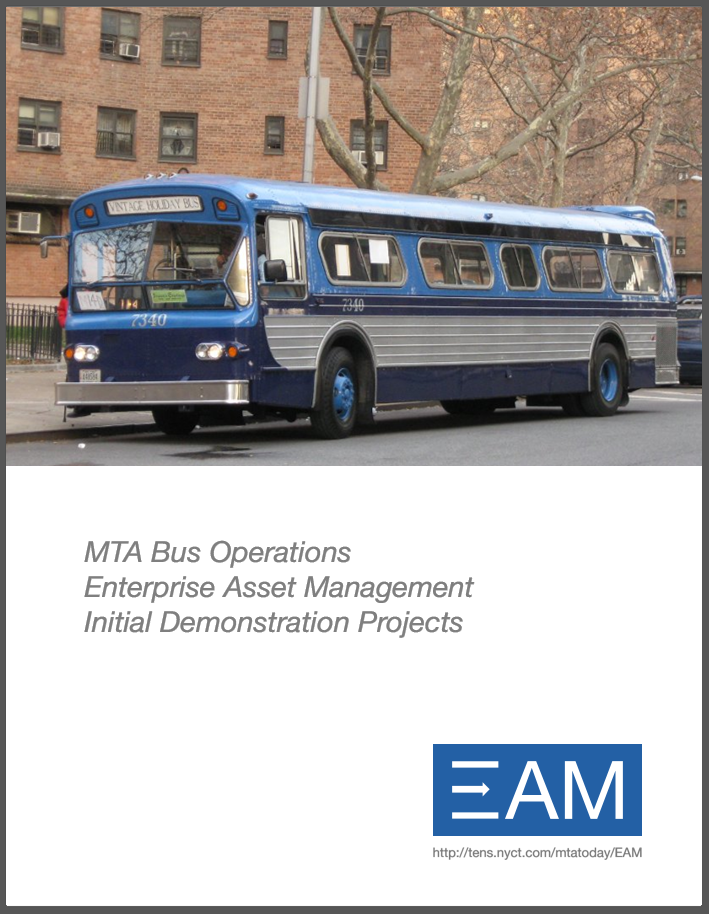 VINTAGE HOLIDAY BUS
7340
7340
MTA Bus Operations
Enterprise Asset Management
Initial Demonstration Projects
EAM
http://tens.nyct.com/mtatoday/EAM